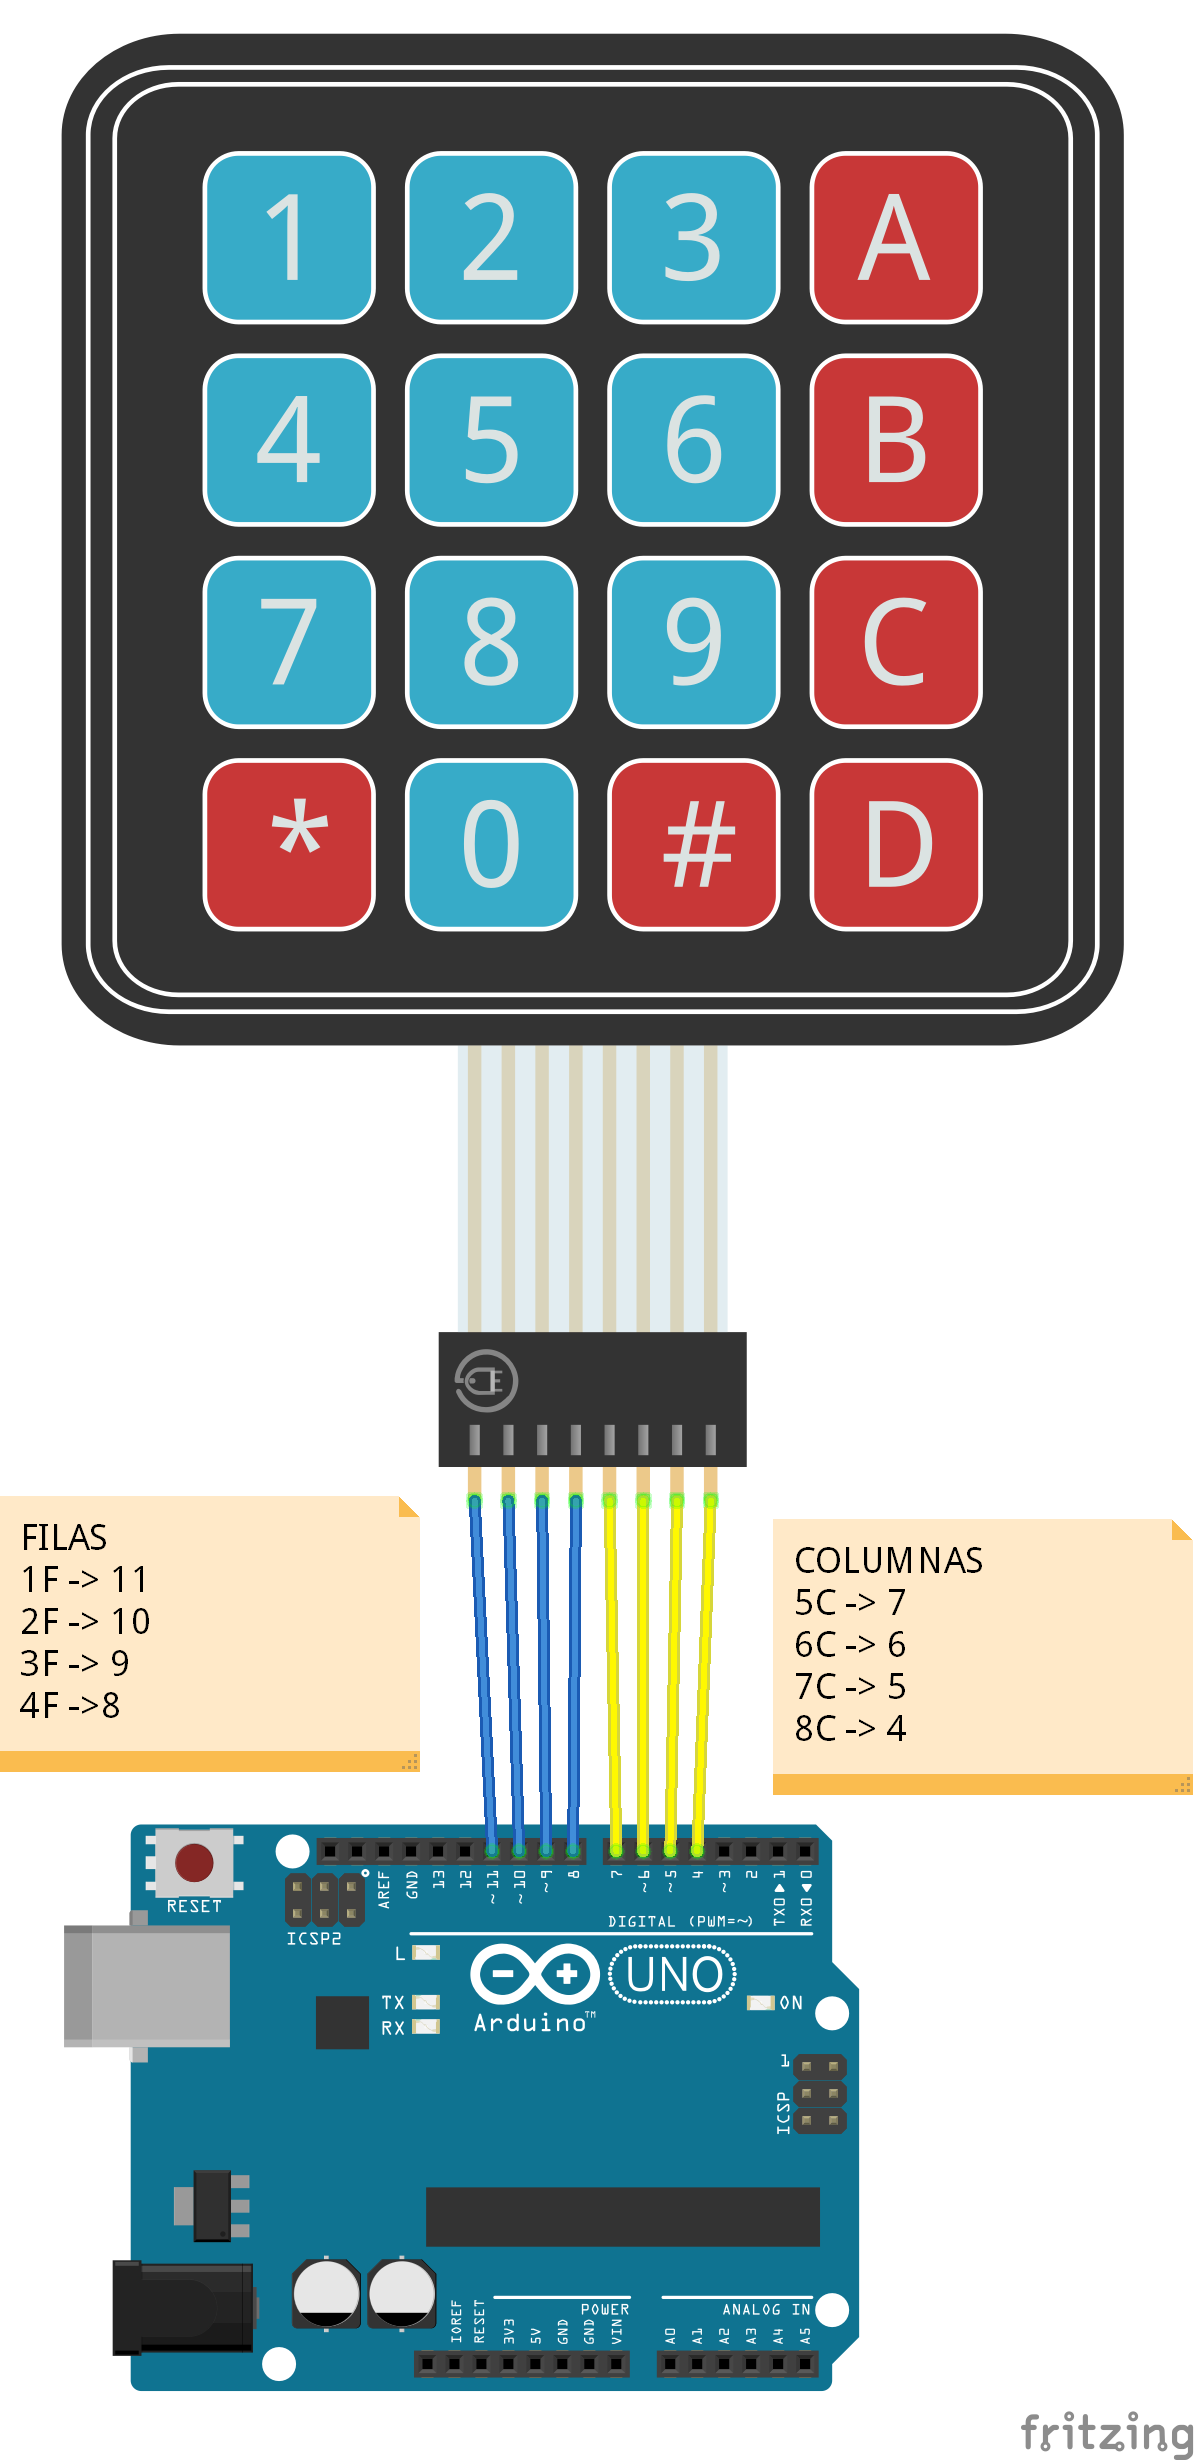 1 2 3 A
4 5 6 B
7 8 9 C
* 0 # D
FILAS
1F -> 11
2F -> 10
3F -> 9
4F ->8
COLUMNAS
5C -> 7
6C -> 6
7C -> 5
8C -> 4
RESET
ICSP2
AREF
GND
13
12
~11
~10
~9
8
7
~6
~5
4
~3
2
TX0▶1
RX0◀0
DIGITAL (PWM=~)
L
TX
RX
Arduino™
UNO
ON
1
ICSP
IOREF
RESET
3V3
5V
GND
GND
VIN
POWER
ANALOG IN
A0
A1
A2
A3
A4
A5
fritzing